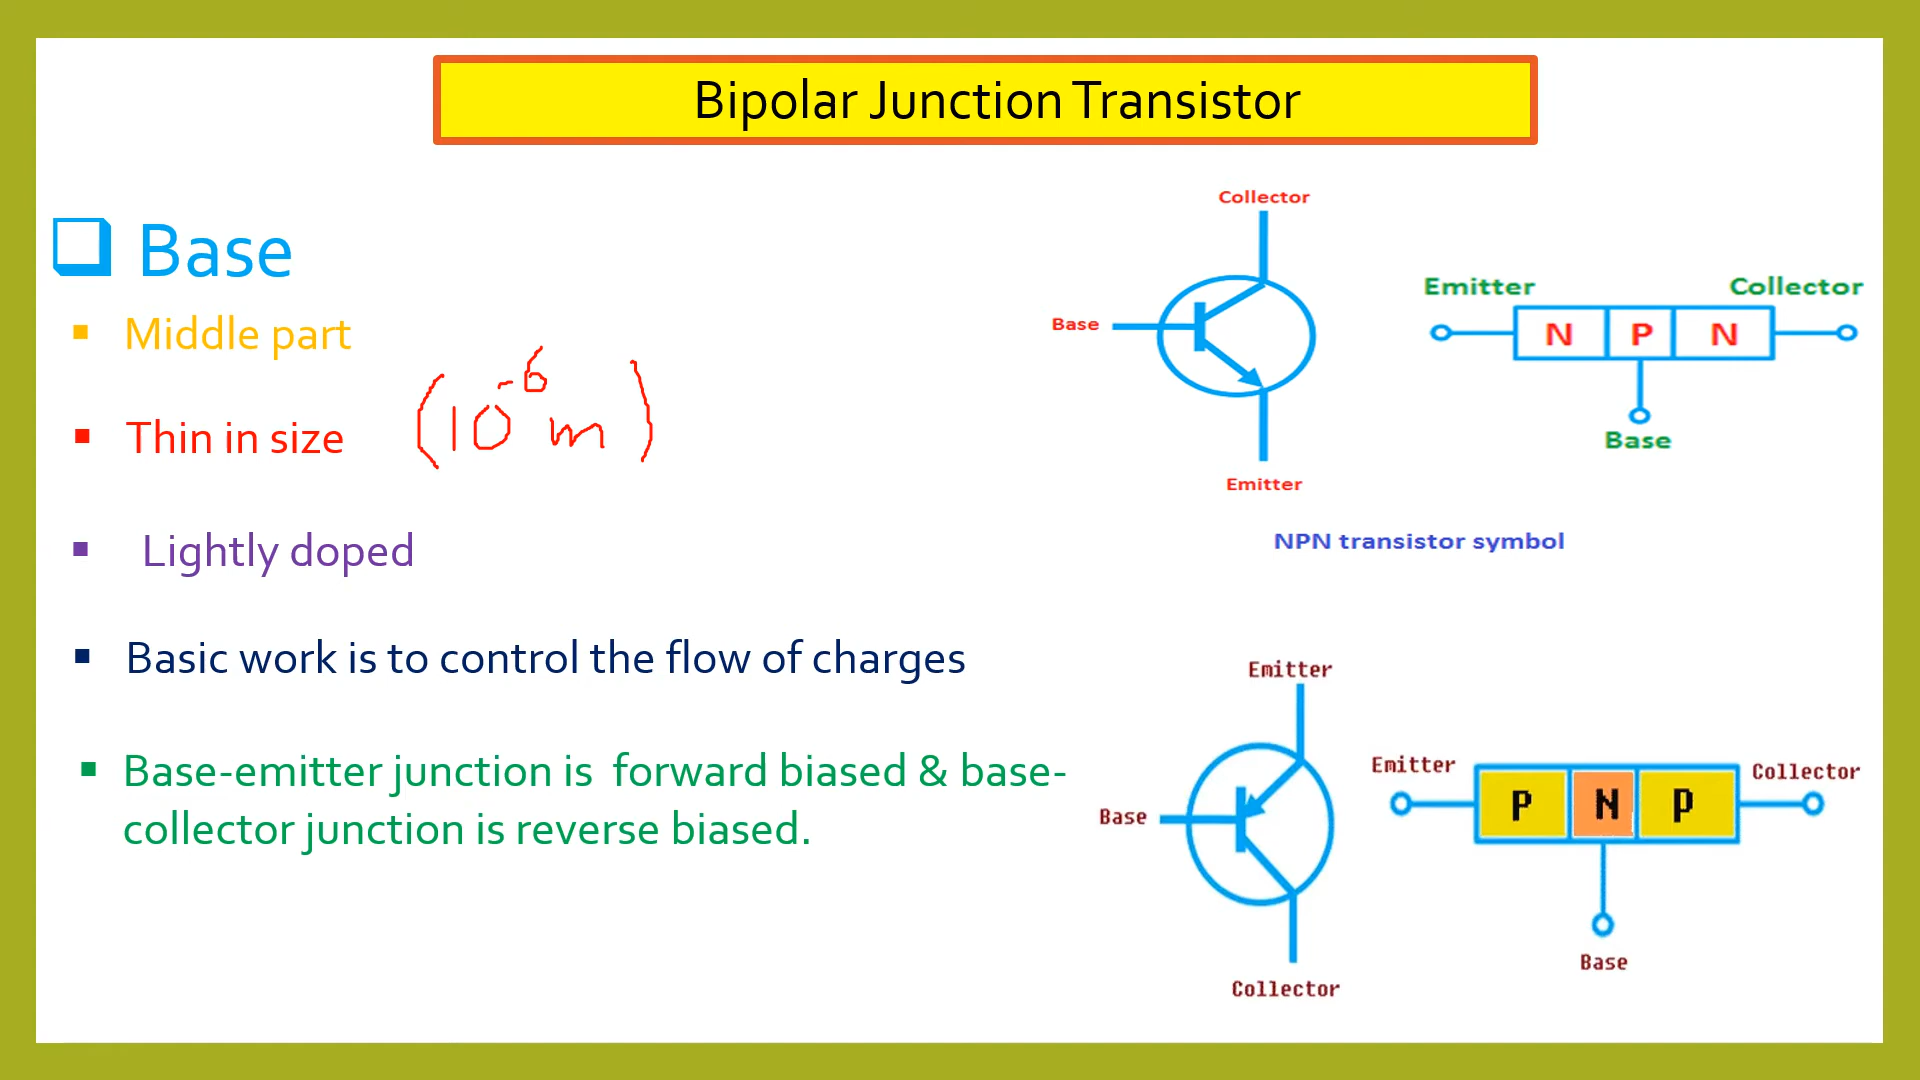 Bipolar Junction Transistor
Base
Middle part
Thin in size (10⁻⁶ m)
Lightly doped
Basic work is to control the flow of charges
Base-emitter junction is forward biased & base-
collector junction is reverse biased.
Collector
Base
Emitter
Emitter Collector
N P N
Base
NPN transistor symbol
Emitter
Base
Collector
Emitter Collector
P N P
Base